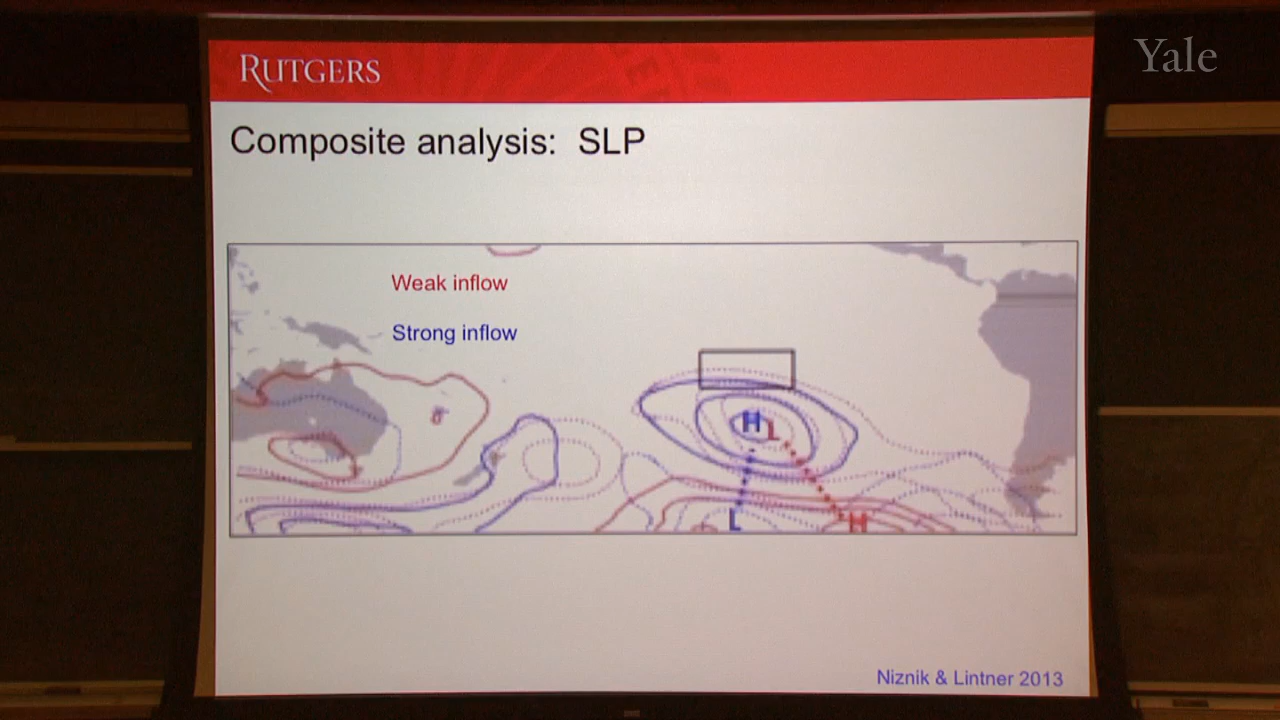 RUTGERS
Yale
Composite analysis: SLP
Weak inflow
Strong inflow
H
L
L
H
Niznik & Lintner 2013